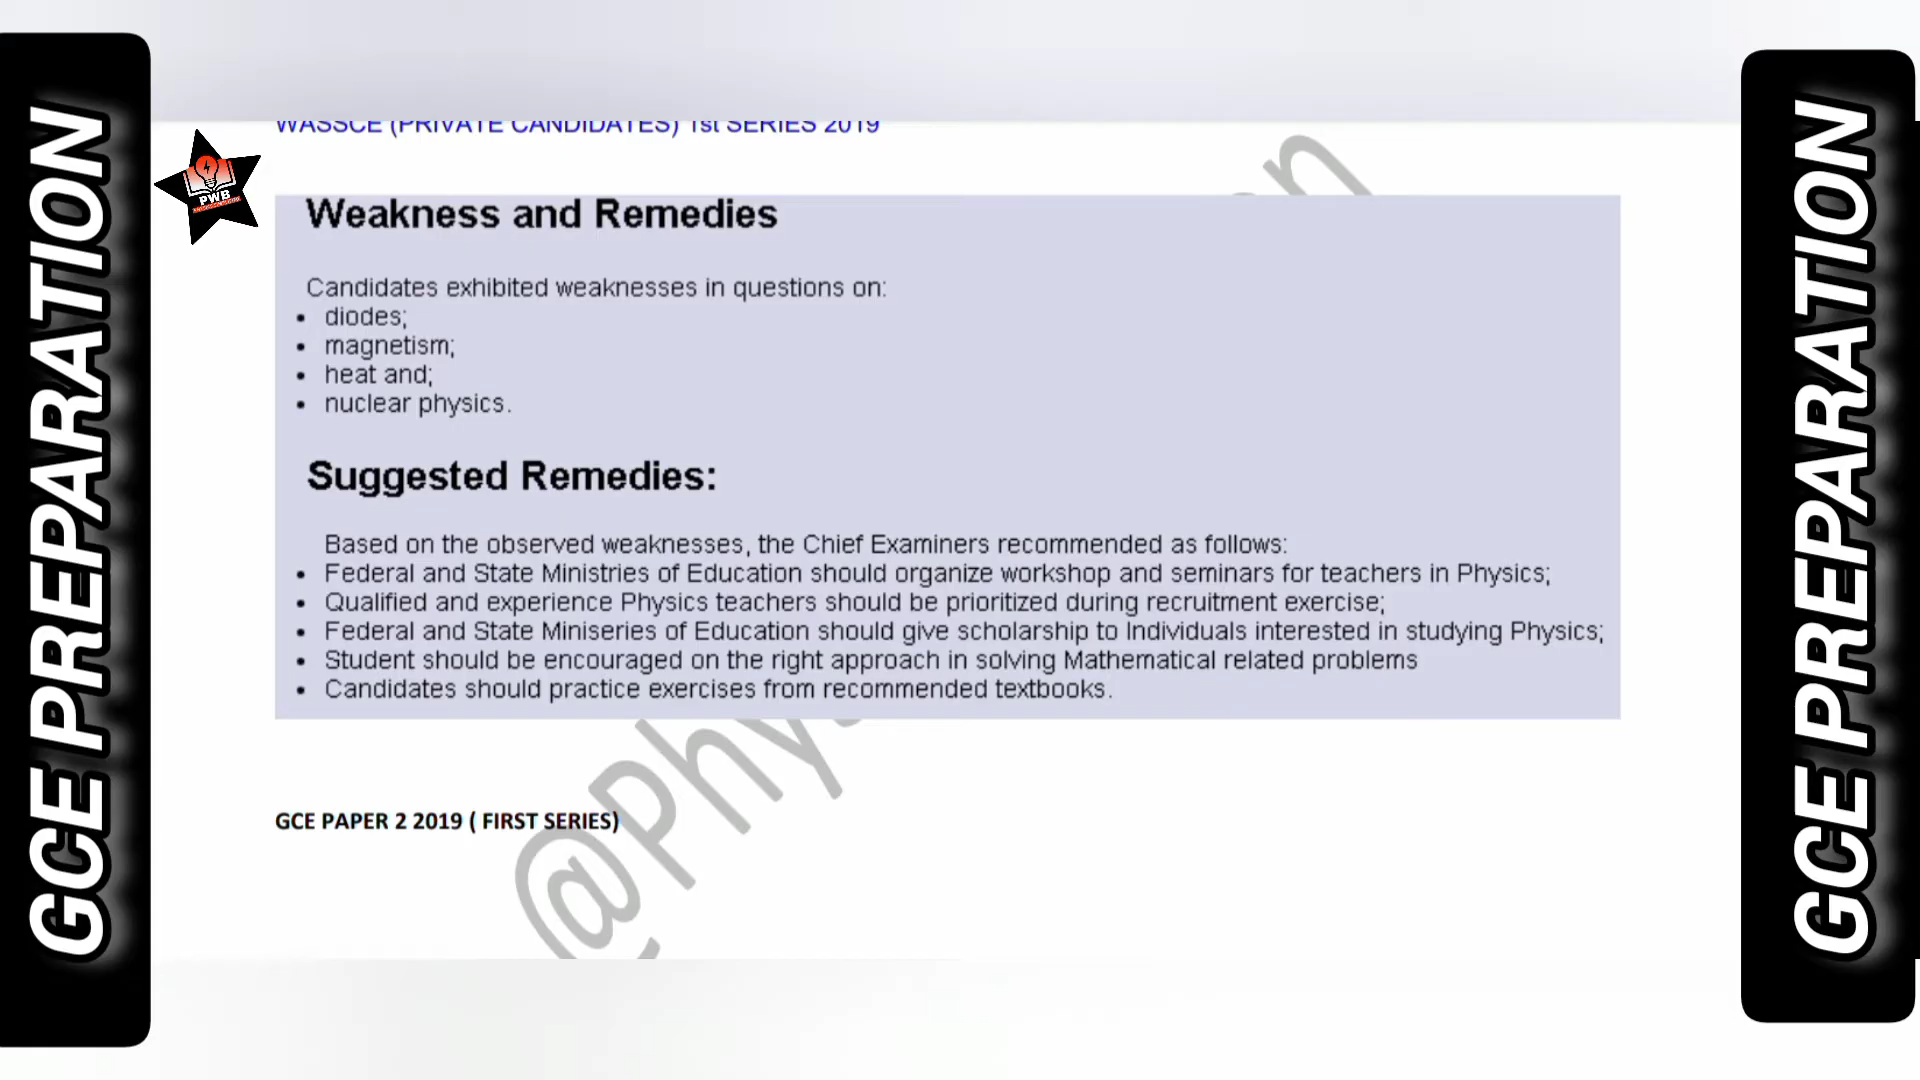 GCE PREPARATION
WASSCE (PRIVATE CANDIDATES) 1st SERIES 2019
PWB
Weakness and Remedies
Candidates exhibited weaknesses in questions on:
• diodes;
• magnetism;
• heat and;
• nuclear physics.
Suggested Remedies:
Based on the observed weaknesses, the Chief Examiners recommended as follows:
• Federal and State Ministries of Education should organize workshop and seminars for teachers in Physics;
• Qualified and experience Physics teachers should be prioritized during recruitment exercise;
• Federal and State Miniseries of Education should give scholarship to Individuals interested in studying Physics;
• Student should be encouraged on the right approach in solving Mathematical related problems
• Candidates should practice exercises from recommended textbooks.
@Phy
GCE PAPER 2 2019 ( FIRST SERIES)
GCE PREPARATION